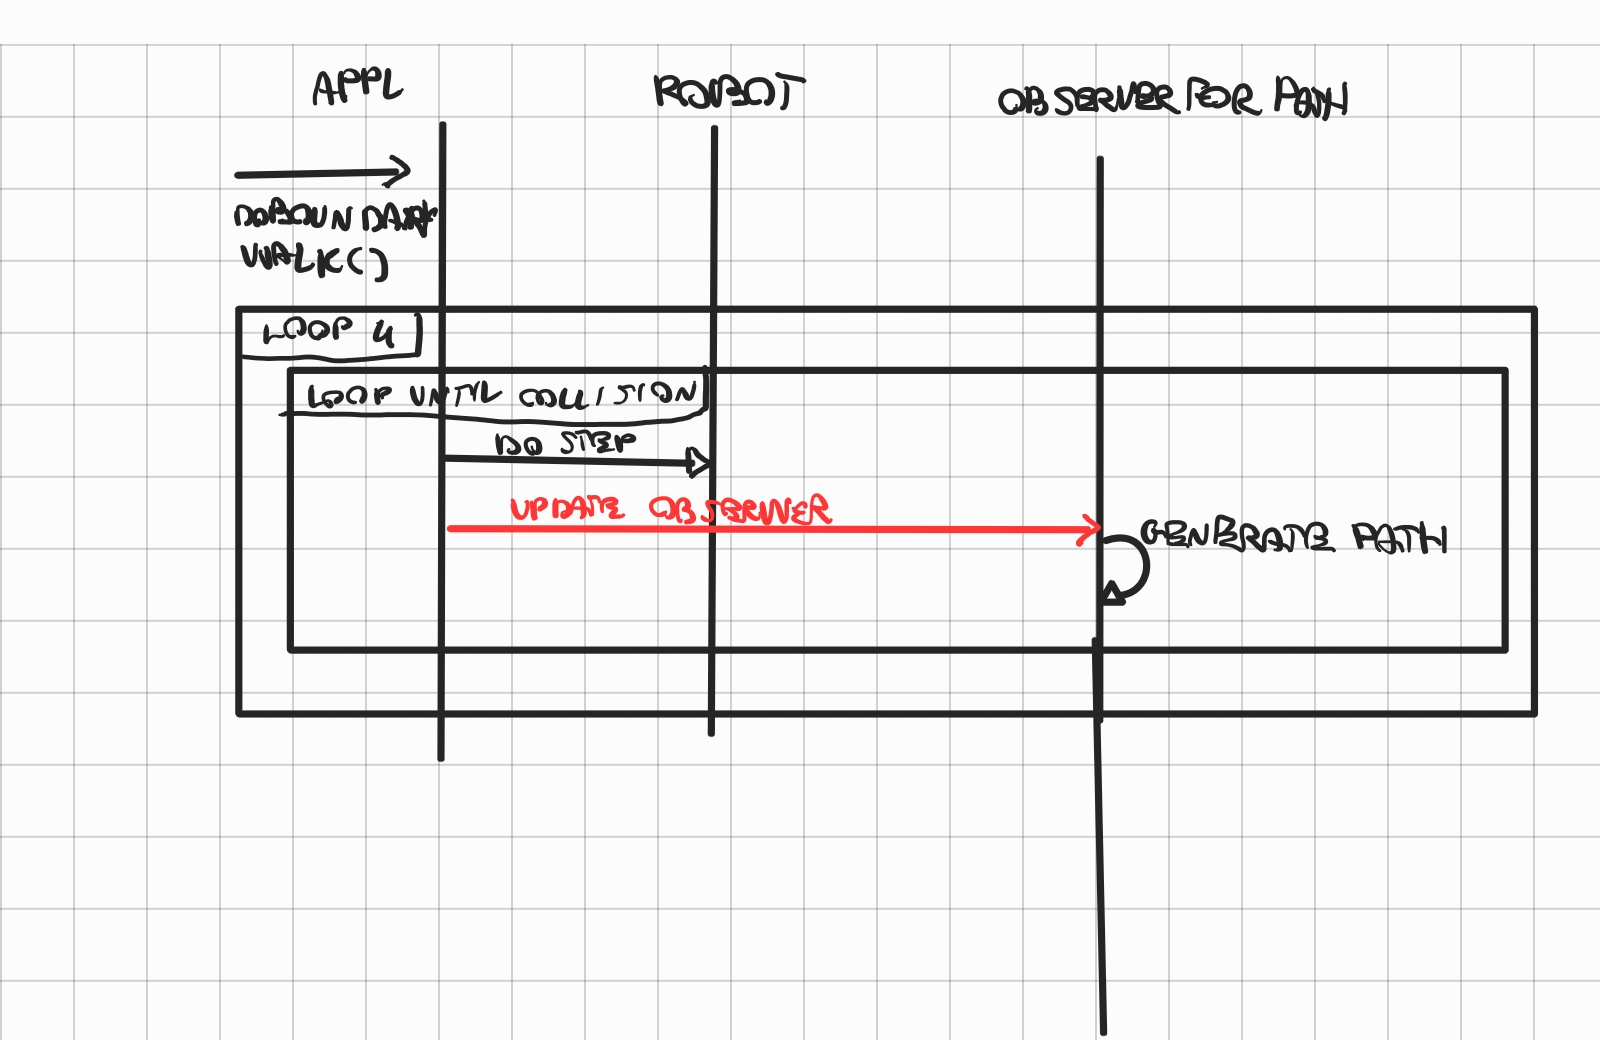 APPL
ROBOT
OBSERVER FOR PATH
DOBOUNDARY
WALK()
LOOP 4
LOOP UNTIL COLLISION
DO STEP
UPDATE OBSERVER
GENERATE PATH